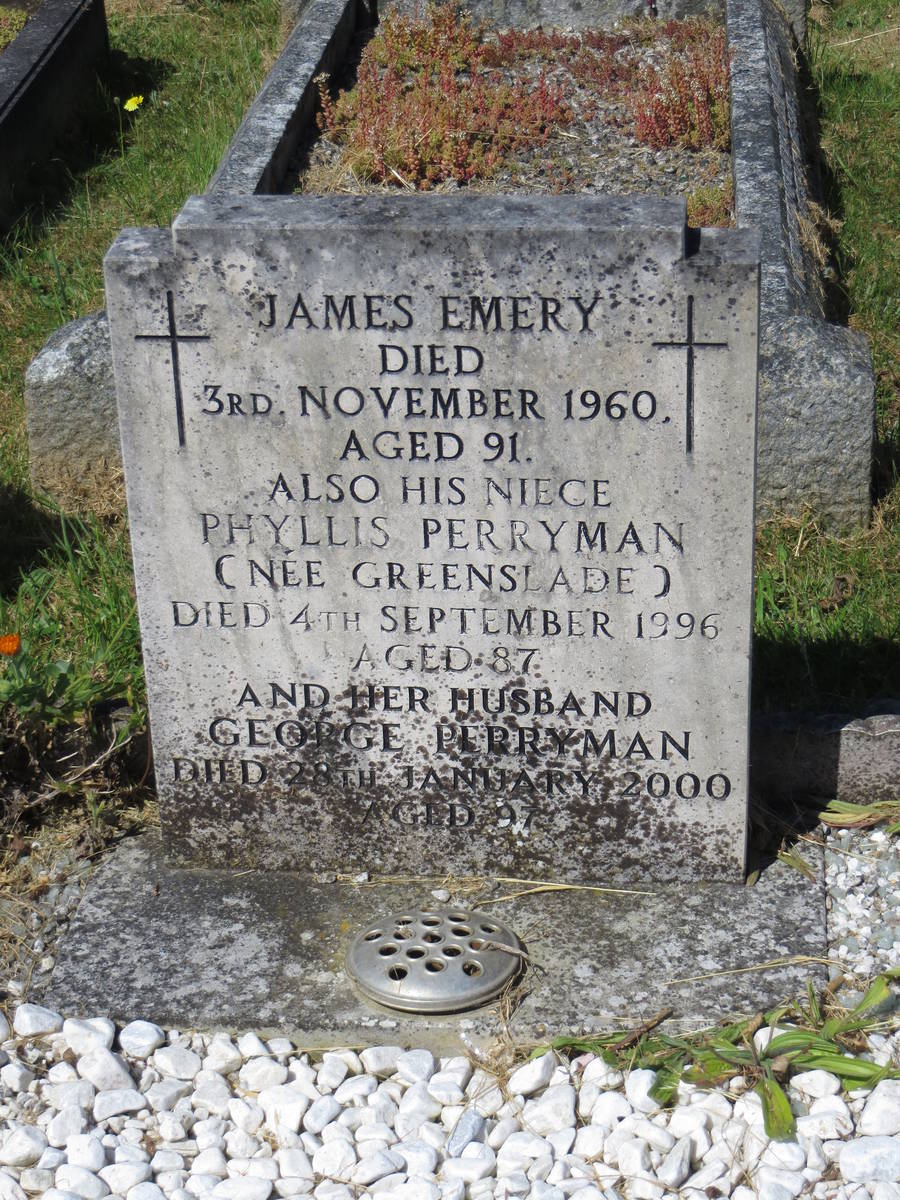 JAMES EMERY
DIED
3RD. NOVEMBER 1960,
AGED 91.
ALSO HIS NIECE
PHYLLIS PERRYMAN
(NÉE GREENSLADE)
DIED 4TH SEPTEMBER 1996
AGED 87
AND HER HUSBAND
GEORGE PERRYMAN
DIED 28TH JANUARY 2000
AGED 97